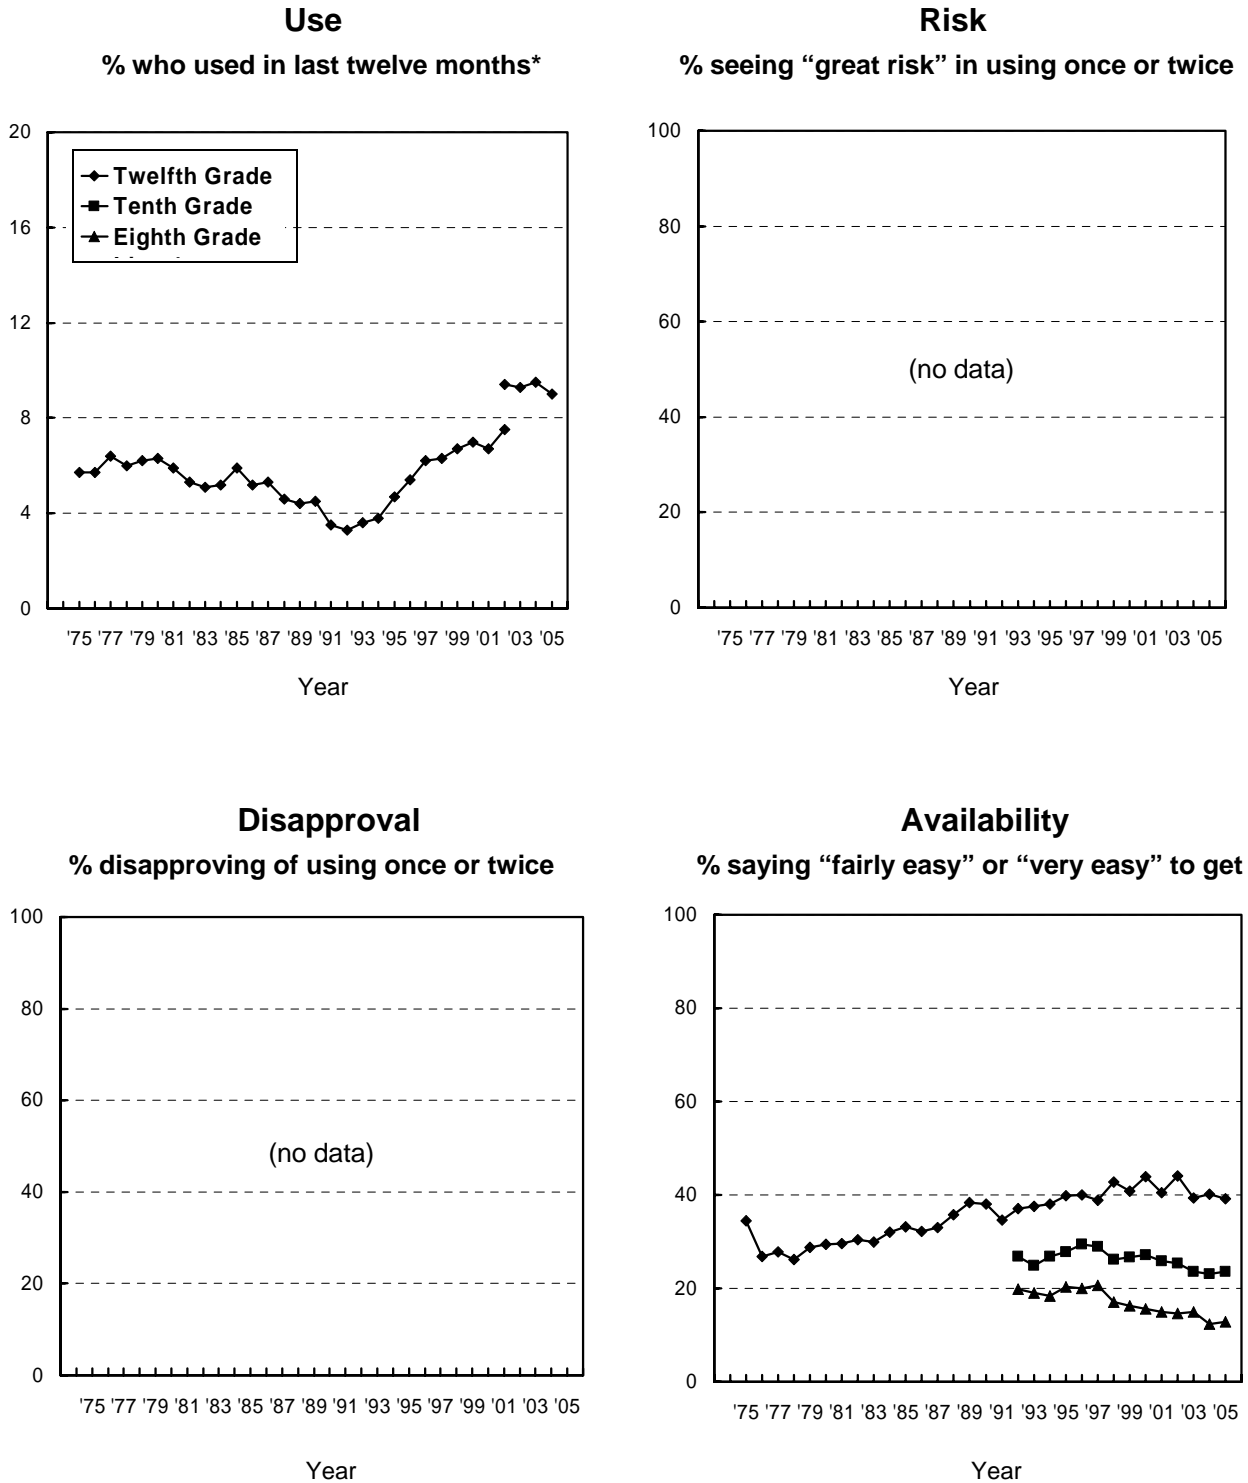 Use
% who used in last twelve months*
20
16
12
8
4
0
Twelfth Grade
Tenth Grade
Eighth Grade
'75 '77 '79 '81 '83 '85 '87 '89 '91 '93 '95 '97 '99 '01 '03 '05
Year
Risk
% seeing “great risk” in using once or twice
100
80
60
40
20
0
(no data)
'75 '77 '79 '81 '83 '85 '87 '89 '91 '93 '95 '97 '99 '01 '03 '05
Year
Disapproval
% disapproving of using once or twice
100
80
60
40
20
0
(no data)
'75 '77 '79 '81 '83 '85 '87 '89 '91 '93 '95 '97 '99 '01 '03 '05
Year
Availability
% saying “fairly easy” or “very easy” to get
100
80
60
40
20
0
'75 '77 '79 '81 '83 '85 '87 '89 '91 '93 '95 '97 '99 '01 '03 '05
Year